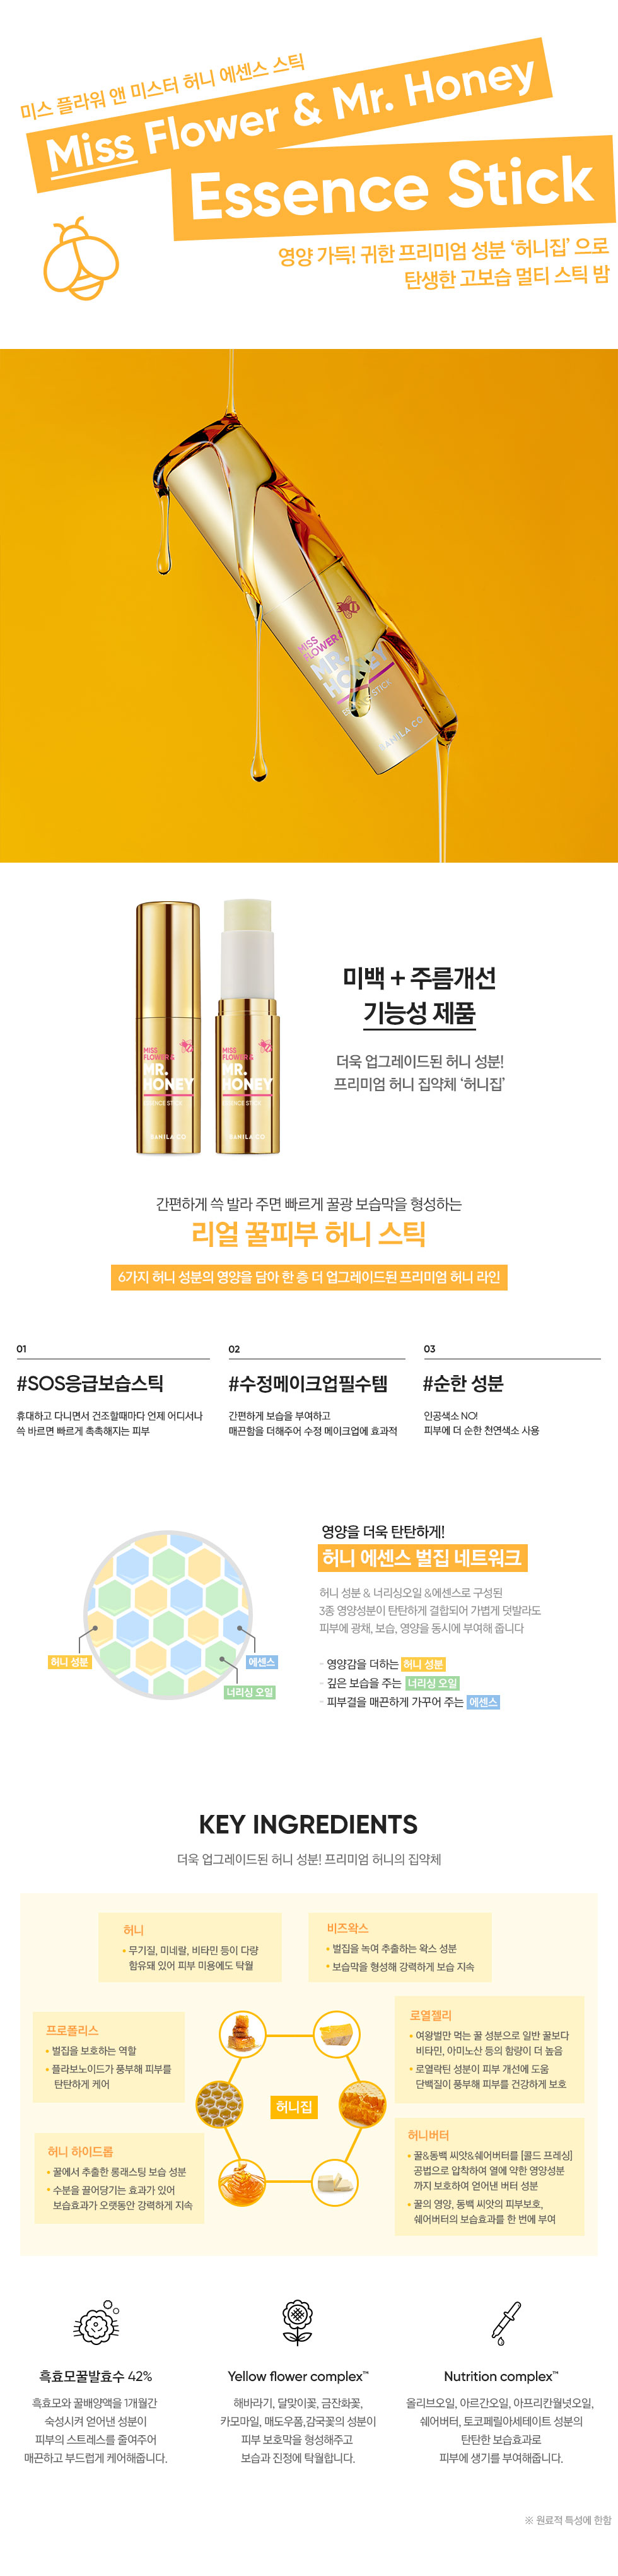 미스 플라워 앤 미스터 허니 에센스 스틱
Miss Flower & Mr. Honey
Essence Stick
영양 가득! 귀한 프리미엄 성분 ‘허니집’ 으로
탄생한 고보습 멀티 스틱 밤
MISS
FLOWER &
MR.
HONEY
BANILA CO
MISS
FLOWER &
MR.
HONEY
ESSENCE STICK
BANILA CO
MISS
FLOWER &
MR.
HONEY
ESSENCE STICK
BANILA CO
미백 + 주름개선
기능성 제품
더욱 업그레이드된 허니 성분!
프리미엄 허니 집약체 ‘허니집’
간편하게 쓱 발라 주면 빠르게 꿀광 보습막을 형성하는
리얼 꿀피부 허니 스틱
6가지 허니 성분의 영양을 담아 한 층 더 업그레이드된 프리미엄 허니 라인
01
#SOS응급보습스틱
휴대하고 다니면서 건조할때마다 언제 어디서나
쓱 바르면 빠르게 촉촉해지는 피부
02
#수정메이크업필수템
간편하게 보습을 부여하고
매끈함을 더해주어 수정 메이크업에 효과적
03
#순한 성분
인공색소 NO!
피부에 더 순한 천연색소 사용
허니 성분
에센스
너리싱 오일
영양을 더욱 탄탄하게!
허니 에센스 벌집 네트워크
허니 성분 & 너리싱오일 &에센스로 구성된
3종 영양성분이 탄탄하게 결합되어 가볍게 덧발라도
피부에 광채, 보습, 영양을 동시에 부여해 줍니다
- 영양감을 더하는 허니 성분
- 깊은 보습을 주는 너리싱 오일
- 피부결을 매끈하게 가꾸어 주는 에센스
KEY INGREDIENTS
더욱 업그레이드된 허니 성분! 프리미엄 허니의 집약체
허니
• 무기질, 미네랄, 비타민 등이 다량
함유돼 있어 피부 미용에도 탁월
비즈왁스
• 벌집을 녹여 추출하는 왁스 성분
• 보습막을 형성해 강력하게 보습 지속
프로폴리스
• 벌집을 보호하는 역할
• 플라보노이드가 풍부해 피부를
탄탄하게 케어
로열젤리
• 여왕벌만 먹는 꿀 성분으로 일반 꿀보다
비타민, 아미노산 등의 함량이 더 높음
• 로열락틴 성분이 피부 개선에 도움
단백질이 풍부해 피부를 건강하게 보호
허니집
허니 하이드롬
• 꿀에서 추출한 롱래스팅 보습 성분
• 수분을 끌어당기는 효과가 있어
보습효과가 오랫동안 강력하게 지속
허니버터
• 꿀&동백 씨앗&쉐어버터를 [콜드 프레싱]
공법으로 압착하여 열에 약한 영양성분
까지 보호하여 얻어낸 버터 성분
• 꿀의 영양, 동백 씨앗의 피부보호,
쉐어버터의 보습효과를 한 번에 부여
흑효모꿀발효수 42%
흑효모와 꿀배양액을 1개월간
숙성시켜 얻어낸 성분이
피부의 스트레스를 줄여주어
매끈하고 부드럽게 케어해줍니다.
Yellow flower complex™
해바라기, 달맞이꽃, 금잔화꽃,
카모마일, 매도우폼,감국꽃의 성분이
피부 보호막을 형성해주고
보습과 진정에 탁월합니다.
Nutrition complex™
올리브오일, 아르간오일, 아프리칸월넛오일,
쉐어버터, 토코페릴아세테이트 성분의
탄탄한 보습효과로
피부에 생기를 부여해줍니다.
※ 원료적 특성에 한함